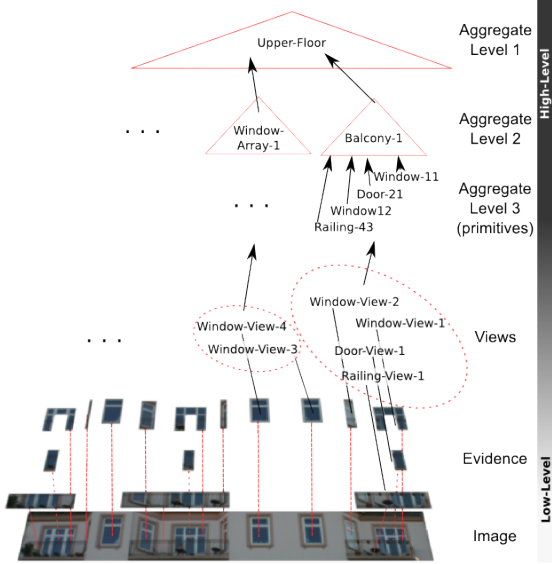 Upper-Floor
Aggregate
Level 1
High-Level
Window-
Array-1
Balcony-1
Aggregate
Level 2
. . .
Window-11
Door-21
Window12
Railing-43
Aggregate
Level 3
(primitives)
. . .
Window-View-2
Window-View-4
Window-View-1
Window-View-3
Door-View-1
Railing-View-1
Views
. . .
Evidence
Low-Level
Image